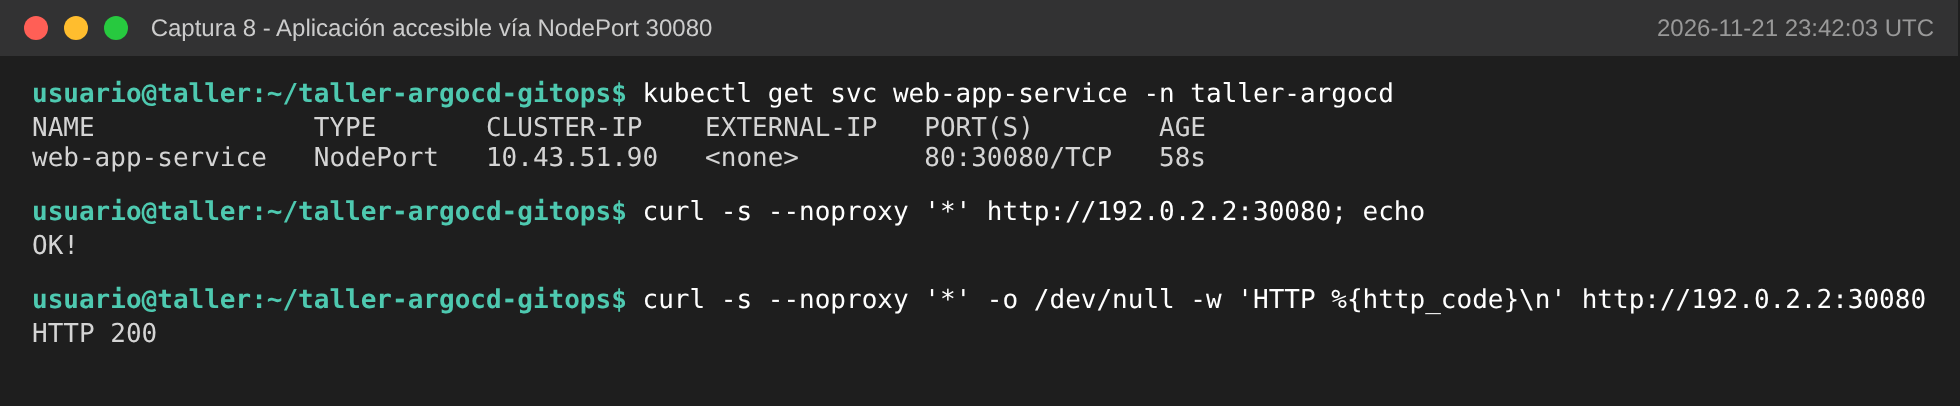 Captura 8 - Aplicación accesible vía NodePort 30080
2026-11-21 23:42:03 UTC
usuario@taller:~/taller-argocd-gitops$ kubectl get svc web-app-service -n taller-argocd
NAME              TYPE       CLUSTER-IP    EXTERNAL-IP   PORT(S)        AGE
web-app-service   NodePort   10.43.51.90   <none>        80:30080/TCP   58s
usuario@taller:~/taller-argocd-gitops$ curl -s --noproxy '*' http://192.0.2.2:30080; echo
OK!
usuario@taller:~/taller-argocd-gitops$ curl -s --noproxy '*' -o /dev/null -w 'HTTP %{http_code}\n' http://192.0.2.2:30080
HTTP 200